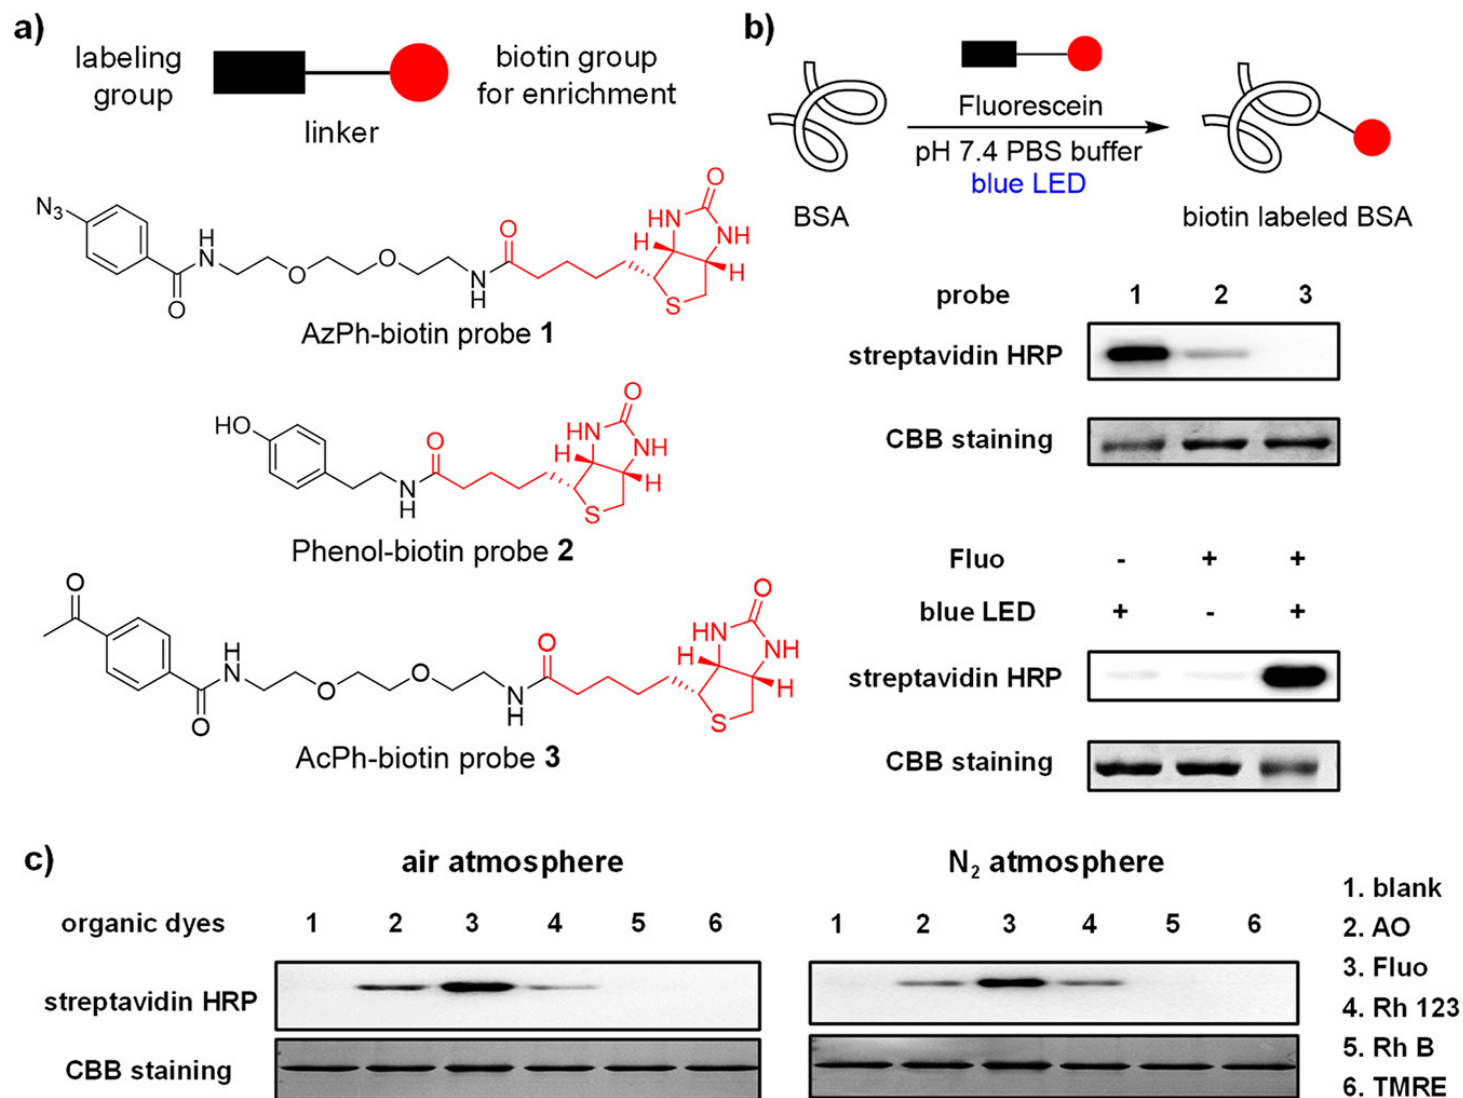 a)
labeling
group
linker
biotin group
for enrichment
N3
O
N
H
O
O
N
H
O
HN
O
NH
H
H
S
AzPh-biotin probe 1
HO
N
H
O
HN
O
NH
H
H
S
Phenol-biotin probe 2
O
O
H
N
O
O
N
H
O
HN
O
NH
H
H
S
AcPh-biotin probe 3
b)
BSA
Fluorescein
pH 7.4 PBS buffer
blue LED
biotin labeled BSA
probe 1 2 3
streptavidin HRP
CBB staining
Fluo - + +
blue LED + - +
streptavidin HRP
CBB staining
c)
air atmosphere
N2 atmosphere
organic dyes 1 2 3 4 5 6 1 2 3 4 5 6
streptavidin HRP
CBB staining
1. blank
2. AO
3. Fluo
4. Rh 123
5. Rh B
6. TMRE